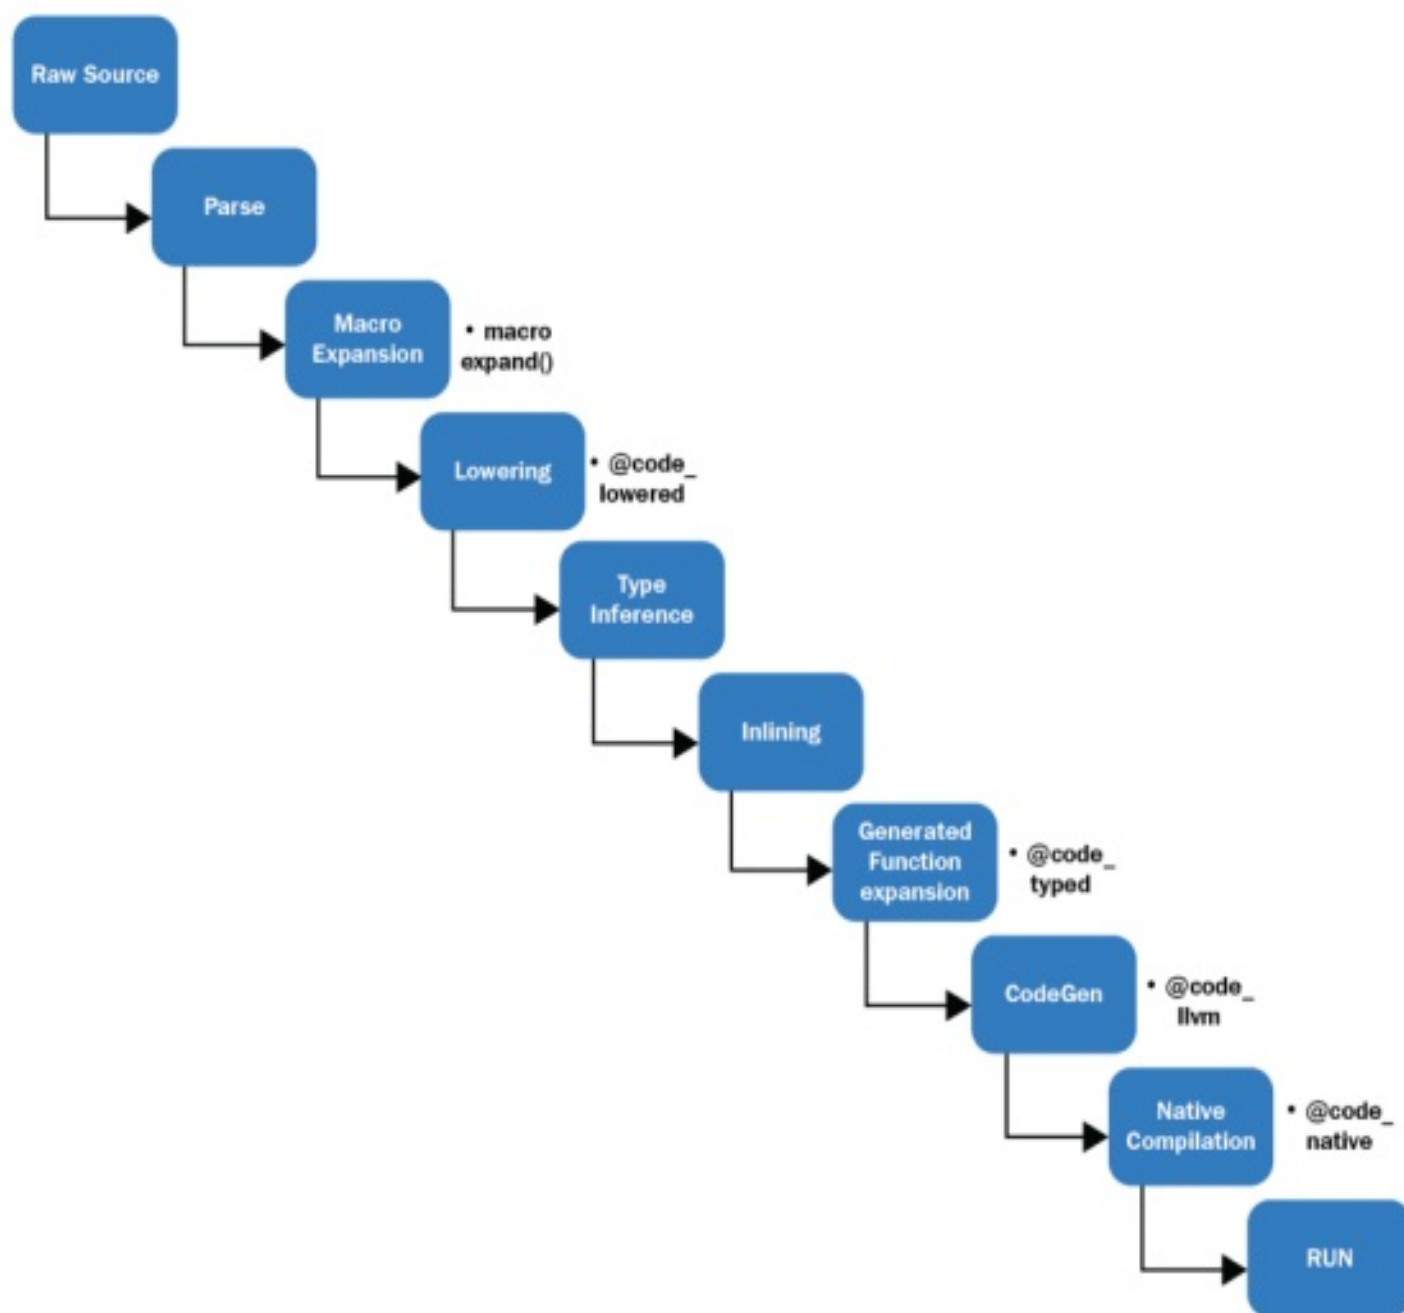 Raw Source
Parse
Macro
Expansion
• macro
expand()
Lowering
• @code_
lowered
Type
Inference
Inlining
Generated
Function
expansion
• @code_
typed
CodeGen
• @code_
llvm
Native
Compilation
• @code_
native
RUN